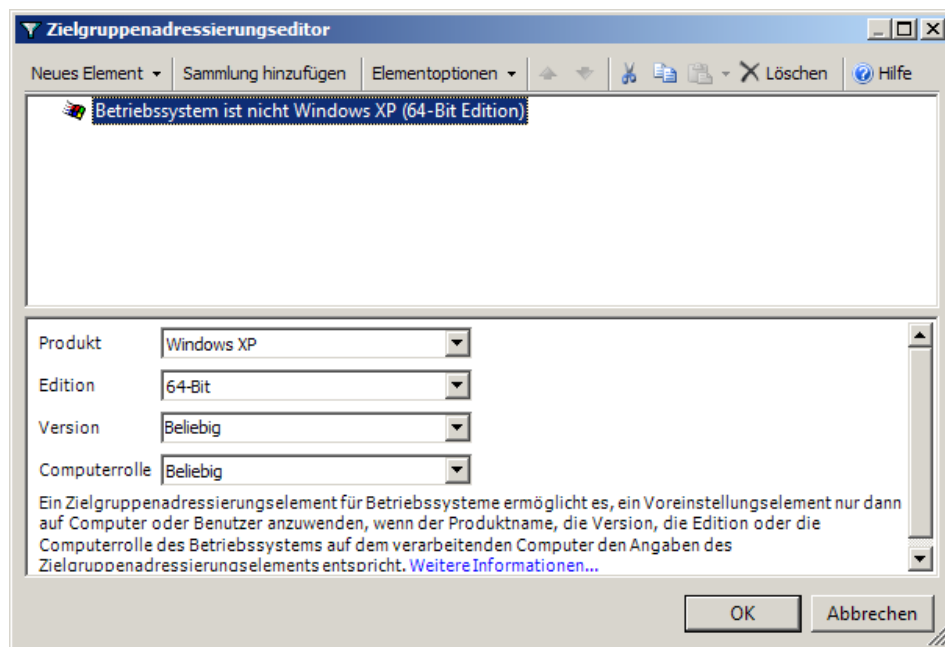 Zielgruppenadressierungseditor
Neues Element Sammlung hinzufügen Elementoptionen Löschen Hilfe
Betriebssystem ist nicht Windows XP (64-Bit Edition)
Produkt Windows XP
Edition 64-Bit
Version Beliebig
Computerrolle Beliebig
Ein Zielgruppenadressierungselement für Betriebssysteme ermöglicht es, ein Voreinstellungselement nur dann
auf Computer oder Benutzer anzuwenden, wenn der Produktname, die Version, die Edition oder die
Computerrolle des Betriebssystems auf dem verarbeitenden Computer den Angaben des
Zielgruppenadressierungselements entspricht. Weitere Informationen...
OK Abbrechen